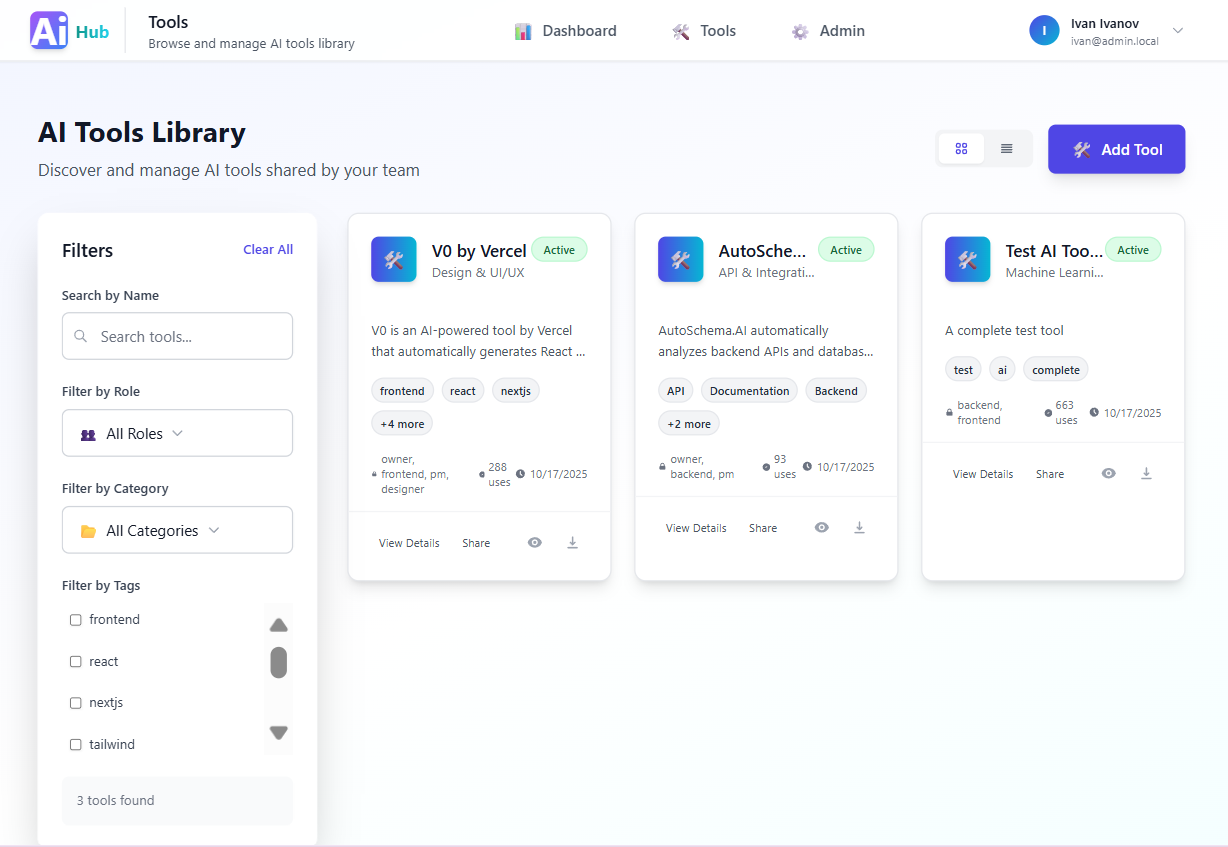 Ai Hub
Tools
Browse and manage AI tools library
Dashboard
Tools
Admin
I
Ivan Ivanov
ivan@admin.local
AI Tools Library
Discover and manage AI tools shared by your team
Add Tool
Filters
Clear All
Search by Name
Search tools...
Filter by Role
All Roles
Filter by Category
All Categories
Filter by Tags
frontend
react
nextjs
tailwind
3 tools found
V0 by Vercel
Active
Design & UI/UX
V0 is an AI-powered tool by Vercel
that automatically generates React ...
frontend
react
nextjs
+4 more
owner,
frontend, pm,
designer
288
uses
10/17/2025
View Details
Share
AutoSche...
Active
API & Integrati...
AutoSchema.AI automatically
analyzes backend APIs and databas...
API
Documentation
Backend
+2 more
owner,
backend, pm
93
uses
10/17/2025
View Details
Share
Test AI Too...
Active
Machine Learni...
A complete test tool
test
ai
complete
backend,
frontend
663
uses
10/17/2025
View Details
Share